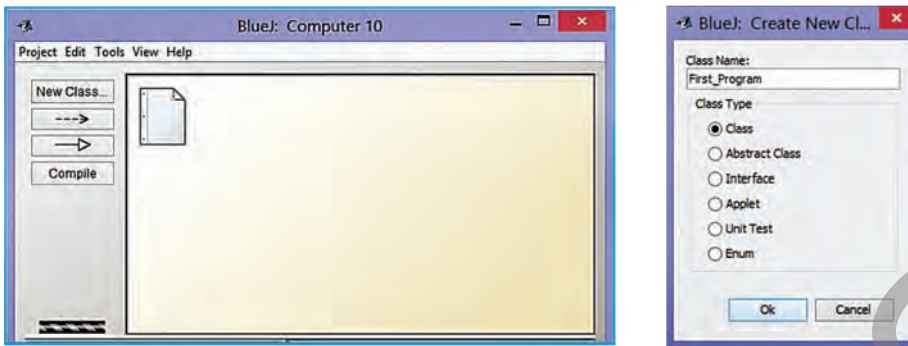 BlueJ: Computer 10
Project Edit Tools View Help
New Class...
Compile
BlueJ: Create New Cl...
Class Name:
First_Program
Class Type
Class
Abstract Class
Interface
Applet
Unit Test
Enum
Ok
Cancel